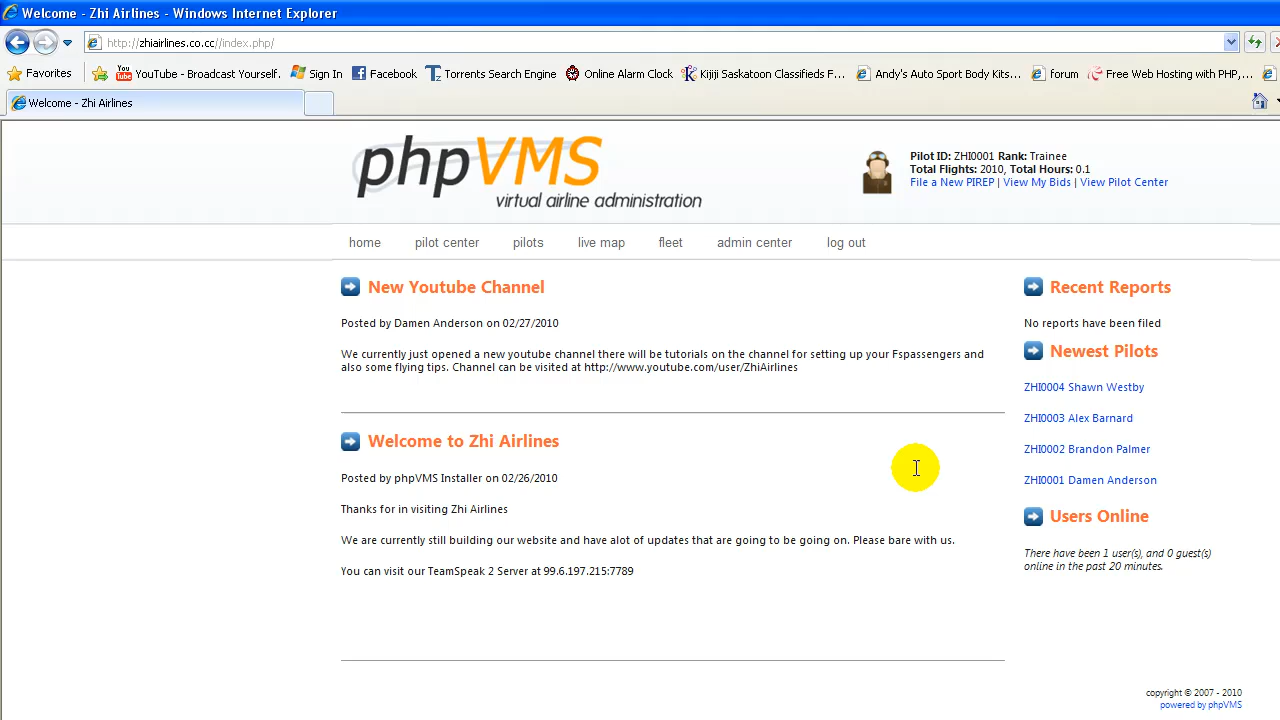 Welcome - Zhi Airlines - Windows Internet Explorer
http://zhiairlines.co.cc//index.php/
Favorites YouTube - Broadcast Yourself. Sign In Facebook Torrents Search Engine Online Alarm Clock Kijiji Saskatoon Classifieds F... Andy's Auto Sport Body Kits... forum Free Web Hosting with PHP,...
Welcome - Zhi Airlines
phpVMS
virtual airline administration
Pilot ID: ZHI0001 Rank: Trainee
Total Flights: 2010, Total Hours: 0.1
File a New PIREP | View My Bids | View Pilot Center
home pilot center pilots live map fleet admin center log out
New Youtube Channel
Posted by Damen Anderson on 02/27/2010
We currently just opened a new youtube channel there will be tutorials on the channel for setting up your Fspassengers and
also some flying tips. Channel can be visited at http://www.youtube.com/user/ZhiAirlines
Welcome to Zhi Airlines
Posted by phpVMS Installer on 02/26/2010
Thanks for in visiting Zhi Airlines
We are currently still building our website and have alot of updates that are going to be going on. Please bare with us.
You can visit our TeamSpeak 2 Server at 99.6.197.215:7789
Recent Reports
No reports have been filed
Newest Pilots
ZHI0004 Shawn Westby
ZHI0003 Alex Barnard
ZHI0002 Brandon Palmer
ZHI0001 Damen Anderson
Users Online
There have been 1 user(s), and 0 guest(s)
online in the past 20 minutes.
copyright © 2007 - 2010
powered by phpVMS